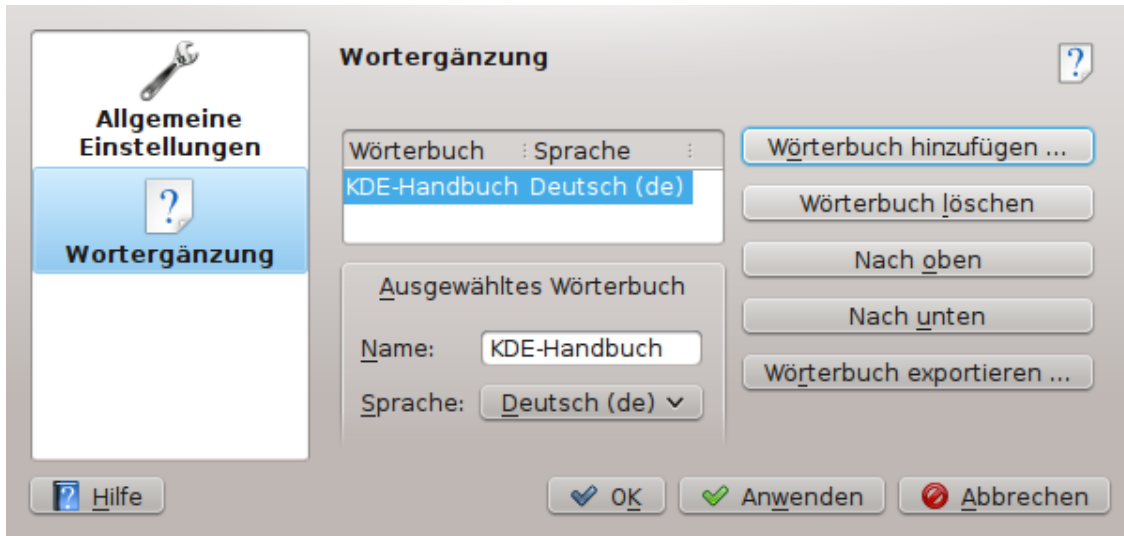 Allgemeine
Einstellungen
Wortergänzung
Wortergänzung
Wörterbuch Sprache
KDE-Handbuch Deutsch (de)
Ausgewähltes Wörterbuch
Name: KDE-Handbuch
Sprache: Deutsch (de)
Wörterbuch hinzufügen ...
Wörterbuch löschen
Nach oben
Nach unten
Wörterbuch exportieren ...
Hilfe
OK
Anwenden
Abbrechen